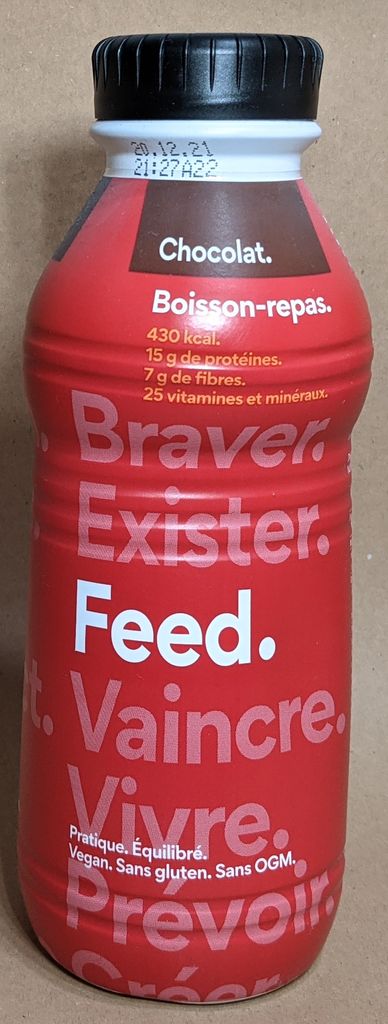 20.12.21
21:27A22
Chocolat.
Boisson-repas.
430 kcal.
15 g de protéines.
7 g de fibres.
25 vitamines et minéraux.
Braver.
Exister.
Feed.
Vaincre.
Vivre.
Pratique. Équilibré.
Vegan. Sans gluten. Sans OGM.
Prévoir.
Créer.